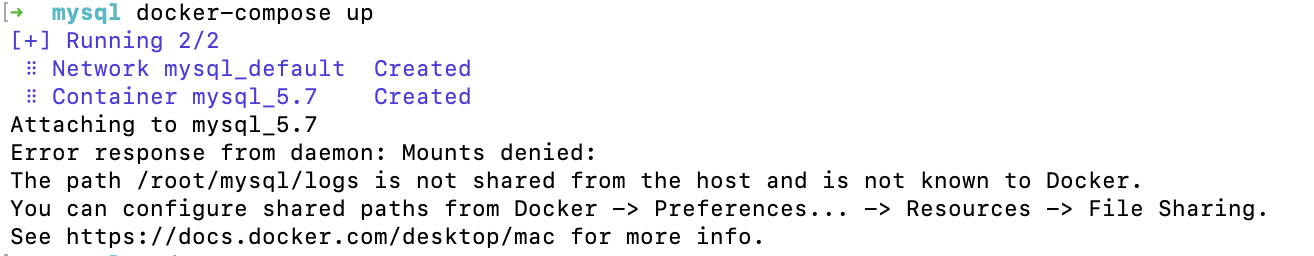 [➜  mysql docker-compose up
[+] Running 2/2
 ⠿ Network mysql_default  Created
 ⠿ Container mysql_5.7    Created
Attaching to mysql_5.7
Error response from daemon: Mounts denied:
The path /root/mysql/logs is not shared from the host and is not known to Docker.
You can configure shared paths from Docker -> Preferences... -> Resources -> File Sharing.
See https://docs.docker.com/desktop/mac for more info.